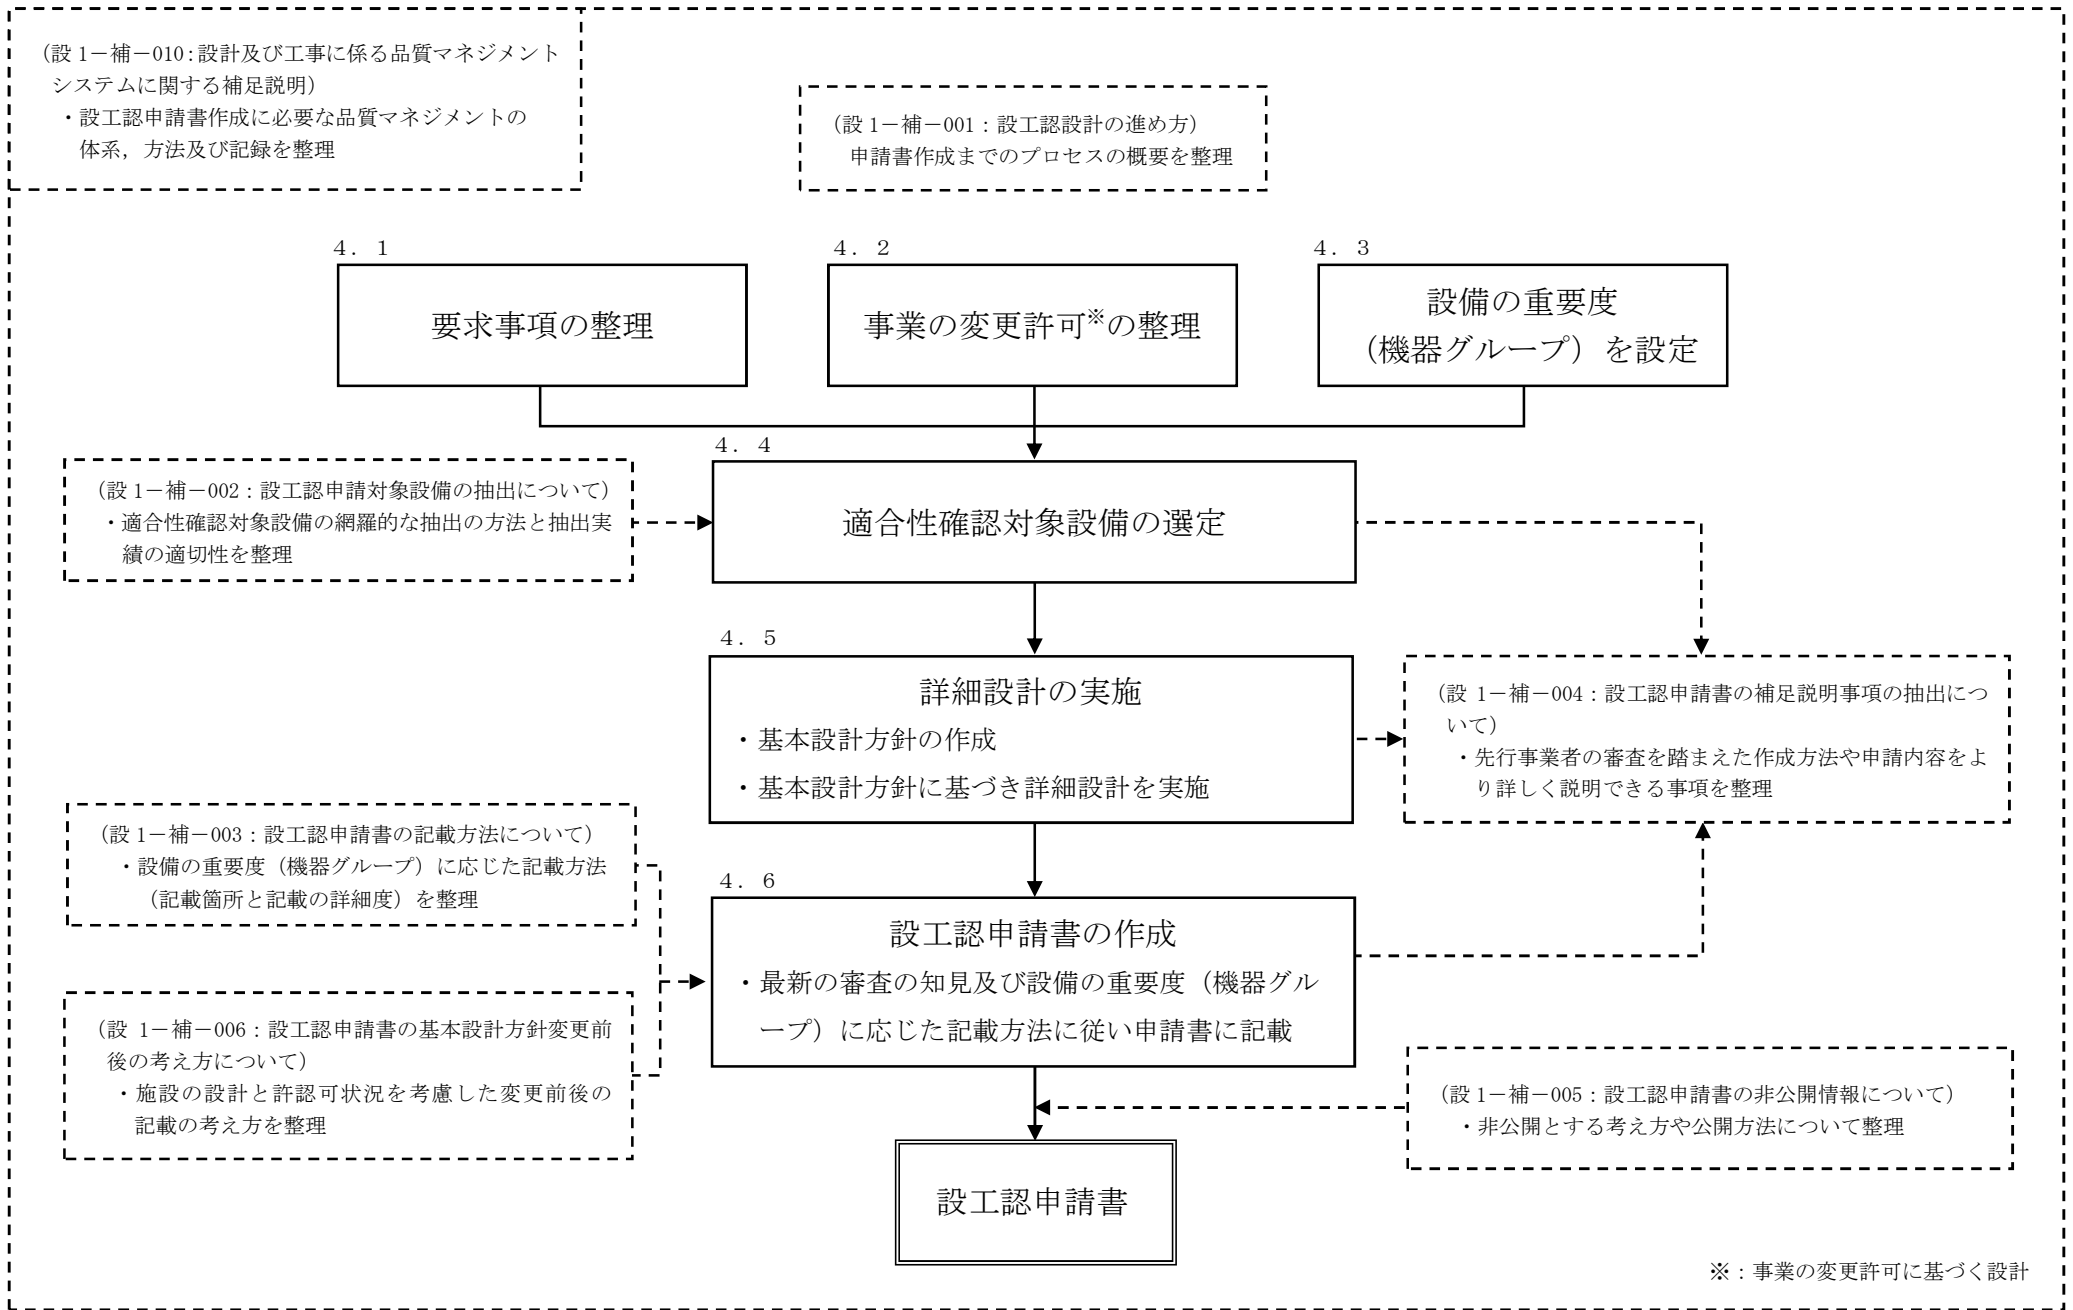 (設 1－補－010：設計及び工事に係る品質マネジメント
システムに関する補足説明)
・設工認申請書作成に必要な品質マネジメントの
体系，方法及び記録を整理
(設 1－補－001：設工認設計の進め方)
申請書作成までのプロセスの概要を整理
４．１
要求事項の整理
４．２
事業の変更許可※の整理
４．３
設備の重要度
（機器グループ）を設定
４．４
適合性確認対象設備の選定
(設 1－補－002：設工認申請対象設備の抽出について)
・適合性確認対象設備の網羅的な抽出の方法と抽出実
績の適切性を整理
４．５
詳細設計の実施
・基本設計方針の作成
・基本設計方針に基づき詳細設計を実施
(設 1－補－004：設工認申請書の補足説明事項の抽出につ
いて)
・先行事業者の審査を踏まえた作成方法や申請内容をよ
り詳しく説明できる事項を整理
(設 1－補－003：設工認申請書の記載方法について)
・設備の重要度（機器グループ）に応じた記載方法
（記載箇所と記載の詳細度）を整理
４．６
設工認申請書の作成
・最新の審査の知見及び設備の重要度（機器グル
ープ）に応じた記載方法に従い申請書に記載
(設 1－補－006：設工認申請書の基本設計方針変更前
後の考え方について)
・施設の設計と許認可状況を考慮した変更前後の
記載の考え方を整理
(設 1－補－005：設工認申請書の非公開情報について)
・非公開とする考え方や公開方法について整理
設工認申請書
※：事業の変更許可に基づく設計